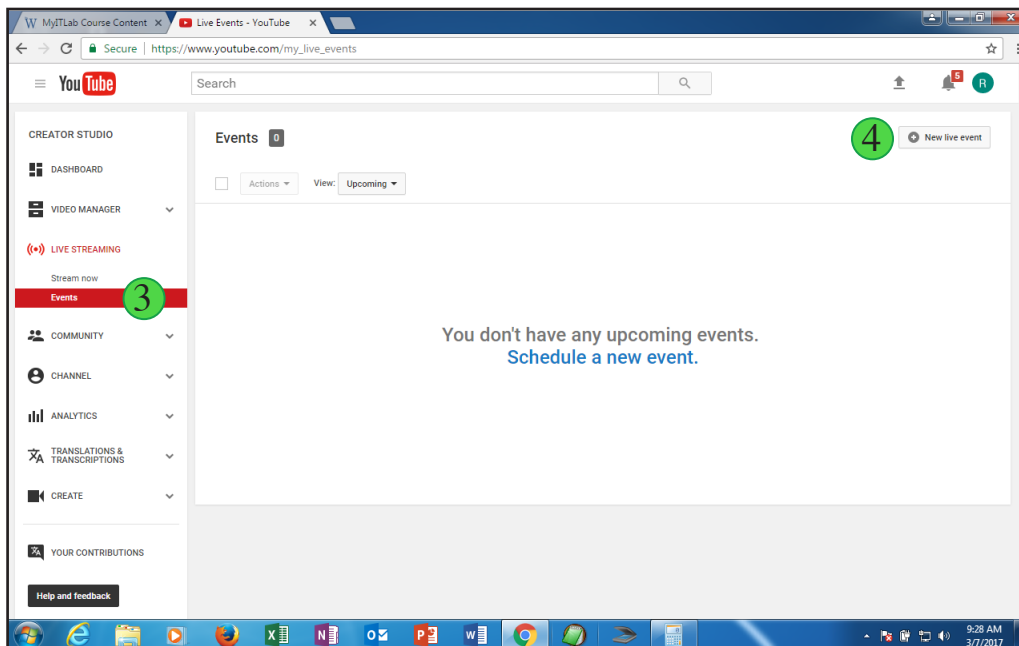 MyITLab Course Content
Live Events - YouTube
Secure | https://www.youtube.com/my_live_events
YouTube
Search
5
R
CREATOR STUDIO
DASHBOARD
VIDEO MANAGER
LIVE STREAMING
Stream now
Events
3
COMMUNITY
CHANNEL
ANALYTICS
TRANSLATIONS &
TRANSCRIPTIONS
CREATE
YOUR CONTRIBUTIONS
Help and feedback
Events 0
4
New live event
Actions
View: Upcoming
You don't have any upcoming events.
Schedule a new event.
9:28 AM
3/7/2017